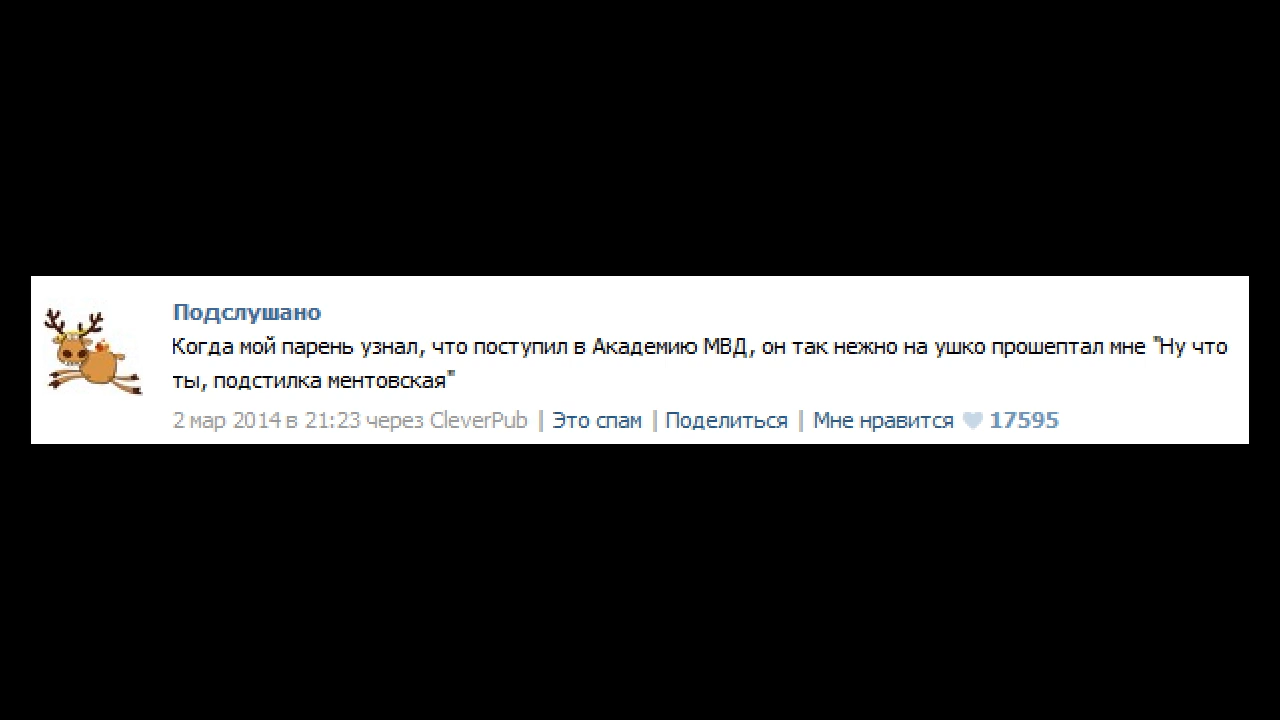 Подслушано
Когда мой парень узнал, что поступил в Академию МВД, он так нежно на ушко прошептал мне "Ну что
ты, подстилка ментовская"
2 мар 2014 в 21:23 через CleverPub | Это спам | Поделиться | Мне нравится 17595